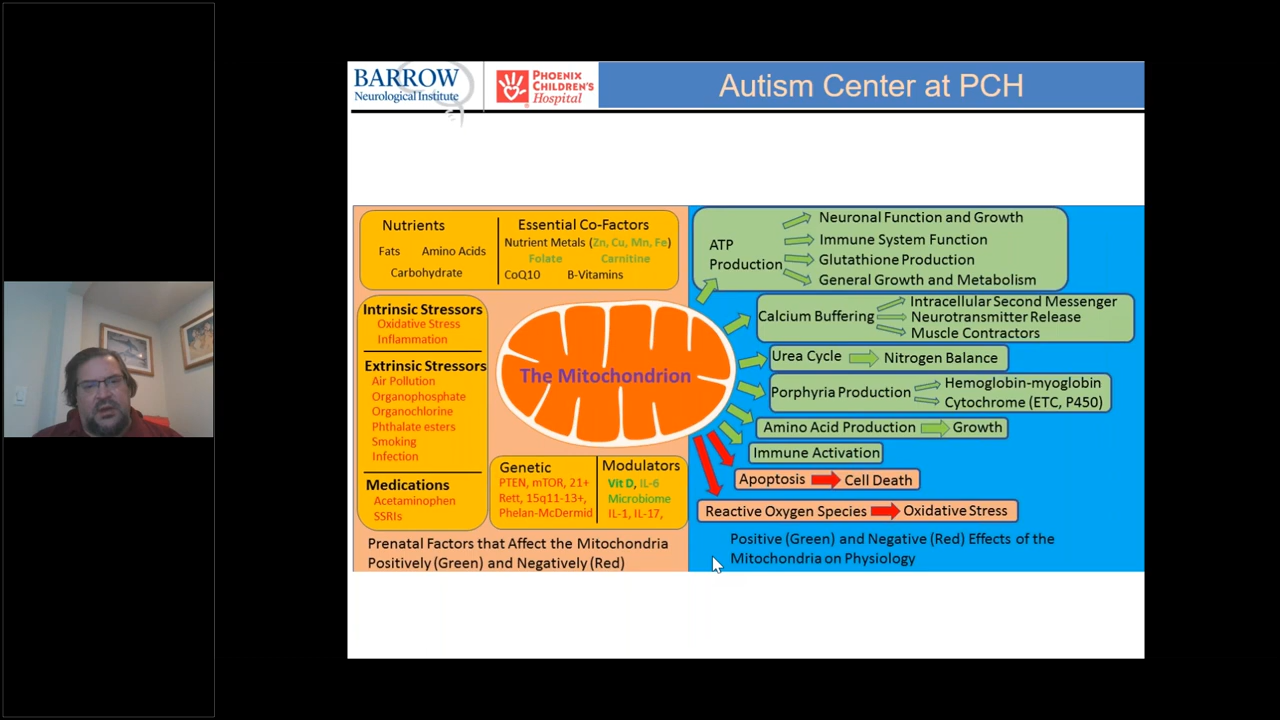 BARROW
Neurological Institute
PHOENIX
CHILDREN'S
Hospital
Autism Center at PCH
Nutrients
Fats Amino Acids
Carbohydrate
Essential Co-Factors
Nutrient Metals (Zn, Cu, Mn, Fe)
Folate Carnitine
CoQ10 B-Vitamins
Intrinsic Stressors
Oxidative Stress
Inflammation
Extrinsic Stressors
Air Pollution
Organophosphate
Organochlorine
Phthalate esters
Smoking
Infection
Medications
Acetaminophen
SSRIs
The Mitochondrion
Genetic
PTEN, mTOR, 21+
Rett, 15q11-13+,
Phelan-McDermid
Modulators
Vit D, IL-6
Microbiome
IL-1, IL-17,
Prenatal Factors that Affect the Mitochondria
Positively (Green) and Negatively (Red)
ATP
Production
Neuronal Function and Growth
Immune System Function
Glutathione Production
General Growth and Metabolism
Calcium Buffering
Intracellular Second Messenger
Neurotransmitter Release
Muscle Contractors
Urea Cycle Nitrogen Balance
Porphyria Production
Hemoglobin-myoglobin
Cytochrome (ETC, P450)
Amino Acid Production Growth
Immune Activation
Apoptosis Cell Death
Reactive Oxygen Species Oxidative Stress
Positive (Green) and Negative (Red) Effects of the
Mitochondria on Physiology